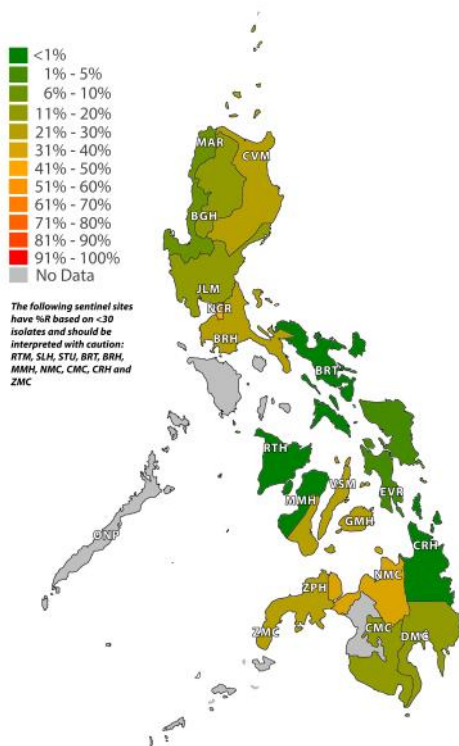 <1%
1% - 5%
6% - 10%
11% - 20%
21% - 30%
31% - 40%
41% - 50%
51% - 60%
61% - 70%
71% - 80%
81% - 90%
91% - 100%
No Data
The following sentinel sites
have %R based on <30
isolates and should be
interpreted with caution:
RTM, SLH, STU, BRT, BRH,
MMH, NMC, CMC, CRH and
ZMC
MAR
CVM
BGH
JLM
NCR
BRH
BRT
RTH
VSM
MMH
EVR
GMH
ONP
CRH
NMC
ZPH
CMC
DMC
ZMC